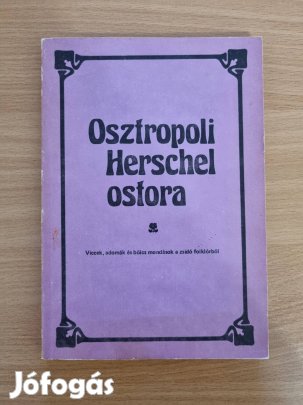 Osztropoli
Herschel
ostora
Viccek, adomák és bölcs mondások a zsidó folklórból
Jófogás